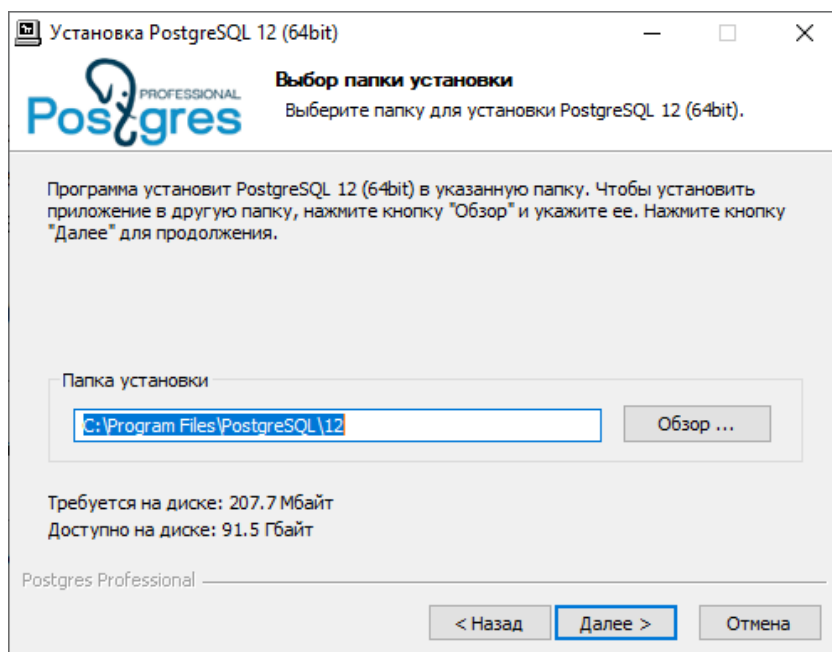 Установка PostgreSQL 12 (64bit)
PROFESSIONAL
Postgres
Выбор папки установки
Выберите папку для установки PostgreSQL 12 (64bit).
Программа установит PostgreSQL 12 (64bit) в указанную папку. Чтобы установить
приложение в другую папку, нажмите кнопку "Обзор" и укажите ее. Нажмите кнопку
"Далее" для продолжения.
Папка установки
C:\Program Files\PostgreSQL\12
Обзор ...
Требуется на диске: 207.7 Мбайт
Доступно на диске: 91.5 Гбайт
Postgres Professional
< Назад
Далее >
Отмена